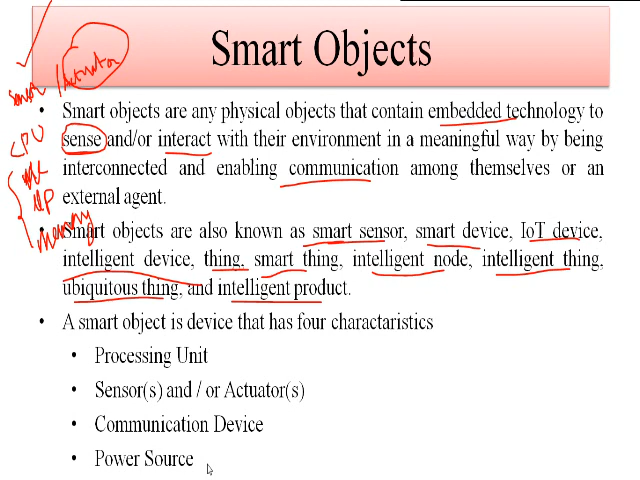 Smart Objects
sensor / Actuator
CPU
MC
MP
memory
• Smart objects are any physical objects that contain embedded technology to
sense and/or interact with their environment in a meaningful way by being
interconnected and enabling communication among themselves or an
external agent.
• Smart objects are also known as smart sensor, smart device, IoT device,
intelligent device, thing, smart thing, intelligent node, intelligent thing,
ubiquitous thing, and intelligent product.
• A smart object is device that has four charactaristics
• Processing Unit
• Sensor(s) and / or Actuator(s)
• Communication Device
• Power Source